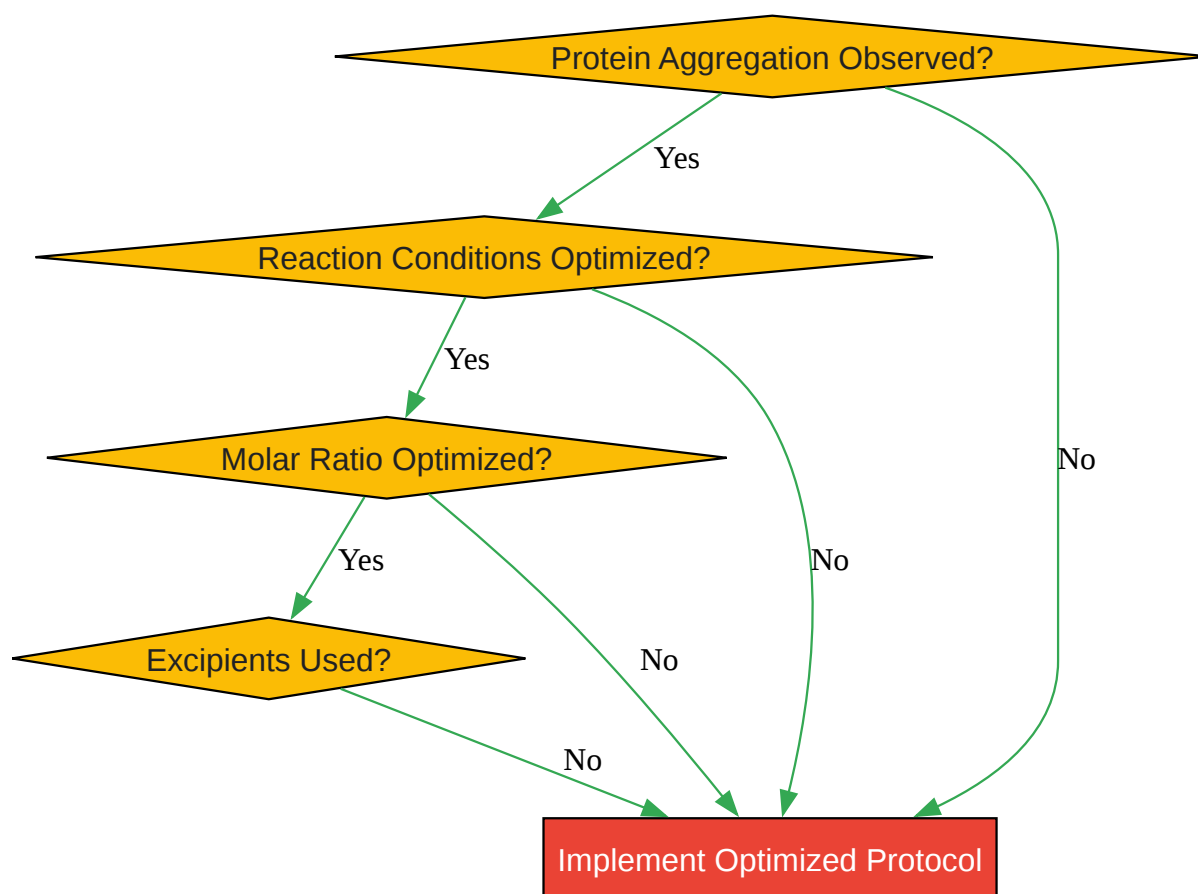 Protein Aggregation Observed?
Yes
Reaction Conditions Optimized?
Yes
Molar Ratio Optimized?
No
Yes
No
Excipients Used?
No
No
Implement Optimized Protocol